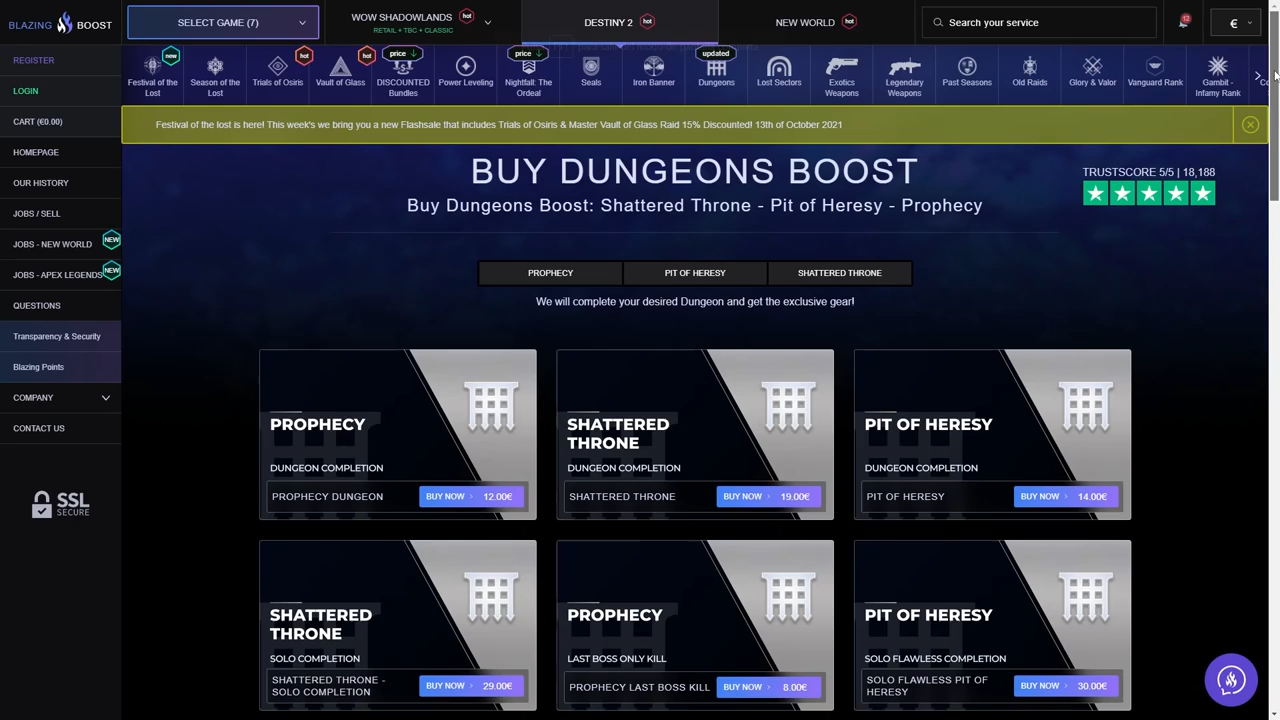 BLAZING BOOST
SELECT GAME (7)
WOW SHADOWLANDS hot
RETAIL + TBC + CLASSIC
DESTINY 2 hot
NEW WORLD hot
Search your service
12
€
LOGIN
CART (€0.00)
HOMEPAGE
OUR HISTORY
JOBS / SELL
JOBS - NEW WORLD NEW
JOBS - APEX LEGENDS NEW
QUESTIONS
Transparency & Security
Blazing Points
COMPANY
CONTACT US
SSL
SECURE
new
Festival of the
Lost
Season of the
Lost
hot
Trials of Osiris
hot
Vault of Glass
price ↓
DISCOUNTED
Bundles
Power Leveling
price ↓
Nightfall: The
Ordeal
Seals
Iron Banner
updated
Dungeons
Lost Sectors
Exotics
Weapons
Legendary
Weapons
Past Seasons
Old Raids
Glory & Valor
Vanguard Rank
Gambit -
Infamy Rank
Festival of the lost is here! This week's we bring you a new Flashsale that includes Trials of Osiris & Master Vault of Glass Raid 15% Discounted! 13th of October 2021
BUY DUNGEONS BOOST
Buy Dungeons Boost: Shattered Throne - Pit of Heresy - Prophecy
TRUSTSCORE 5/5 | 18,188
PROPHECY
PIT OF HERESY
SHATTERED THRONE
We will complete your desired Dungeon and get the exclusive gear!
PROPHECY
DUNGEON COMPLETION
PROPHECY DUNGEON
BUY NOW › 12.00€
SHATTERED
THRONE
DUNGEON COMPLETION
SHATTERED THRONE
BUY NOW › 19.00€
PIT OF HERESY
DUNGEON COMPLETION
PIT OF HERESY
BUY NOW › 14.00€
SHATTERED
THRONE
SOLO COMPLETION
SHATTERED THRONE -
SOLO COMPLETION
BUY NOW › 29.00€
PROPHECY
LAST BOSS ONLY KILL
PROPHECY LAST BOSS KILL
BUY NOW › 8.00€
PIT OF HERESY
SOLO FLAWLESS COMPLETION
SOLO FLAWLESS PIT OF
HERESY
BUY NOW › 30.00€